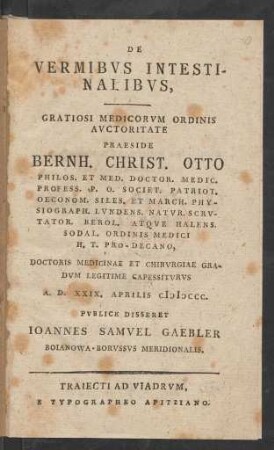 DE
VERMIBVS INTESTI-
NALIBVS,
GRATIOSI MEDICORVM ORDINIS
AVCTORITATE
PRAESIDE
BERNH. CHRIST. OTTO
PHILOS. ET MED. DOCTOR. MEDIC.
PROFESS. P. O. SOCIET. PATRIOT.
OECONOM. SILES. ET MARCH. PHY-
SIOGRAPH. LVNDENS. NATVR. SCRV-
TATOR. BEROL. ATQVE HALENS.
SODAL. ORDINIS MEDICI
H. T. PRO-DECANO,
DOCTORIS MEDICINAE ET CHIRVRGIAE GRA-
DVM LEGITIME CAPESSITVRVS
A. D. XXIX. APRILIS cIɔIɔccc.
PVBLICE DISSERET
IOANNES SAMVEL GAEBLER
BOIANOWA-BORVSSVS MERIDIONALIS.
TRAIECTI AD VIADRVM,
E TYPOGRAPHEO APITZIANO.